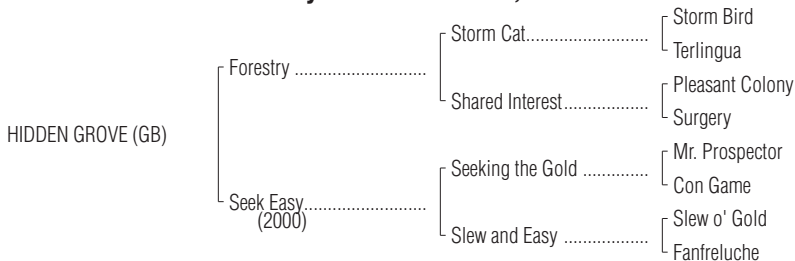 Storm Bird
Storm Cat
Terlingua
Forestry
Pleasant Colony
Shared Interest
Surgery
HIDDEN GROVE (GB)
Mr. Prospector
Seeking the Gold
Con Game
Seek Easy
(2000)
Slew o' Gold
Slew and Easy
Fanfreluche